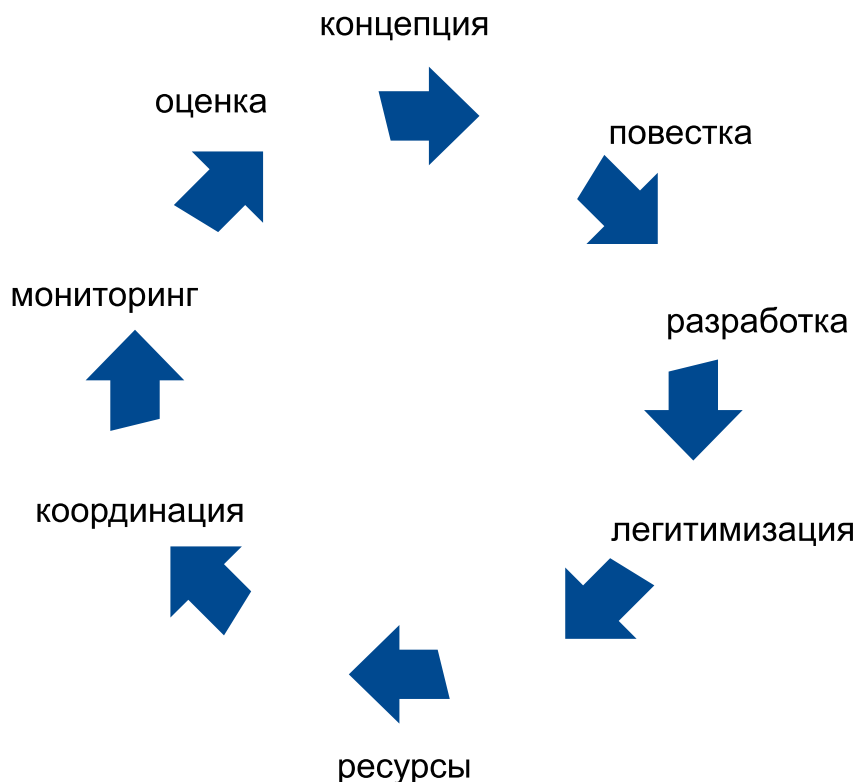 концепция
повестка
разработка
легитимизация
ресурсы
координация
мониторинг
оценка